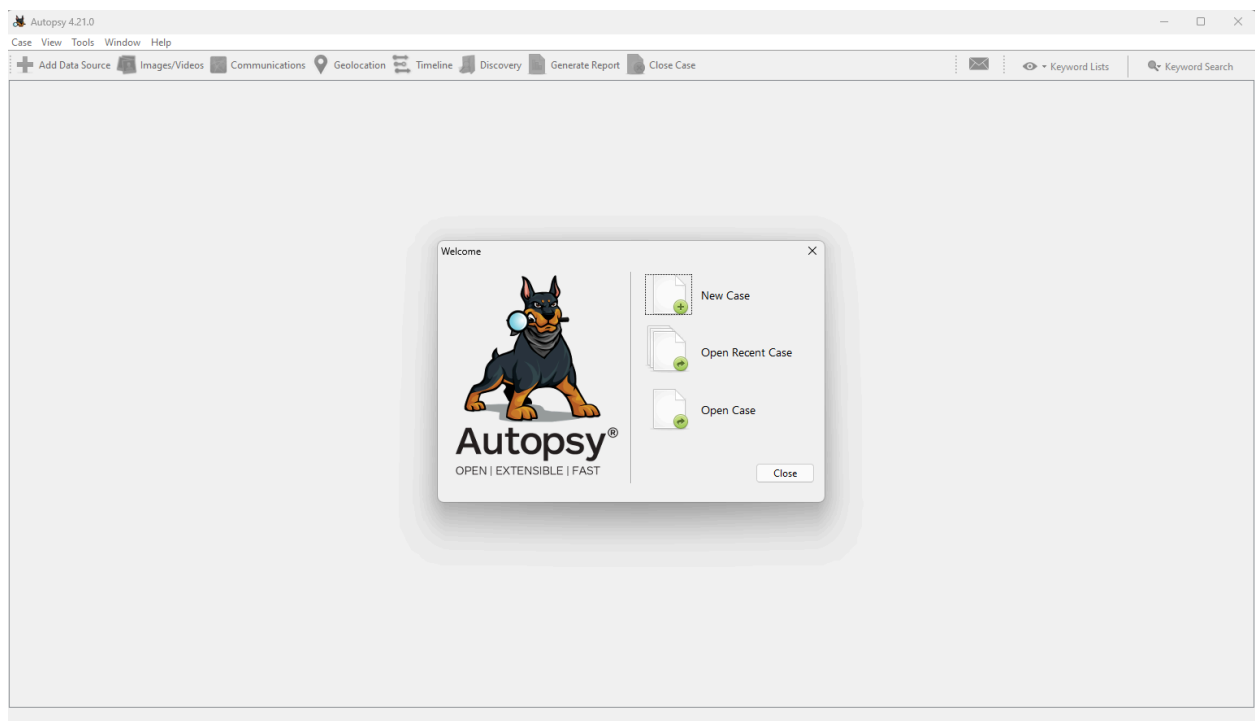 Autopsy 4.21.0
Case View Tools Window Help
Add Data Source Images/Videos Communications Geolocation Timeline Discovery Generate Report Close Case Keyword Lists Keyword Search
Welcome
New Case
Open Recent Case
Open Case
Autopsy®
OPEN | EXTENSIBLE | FAST
Close